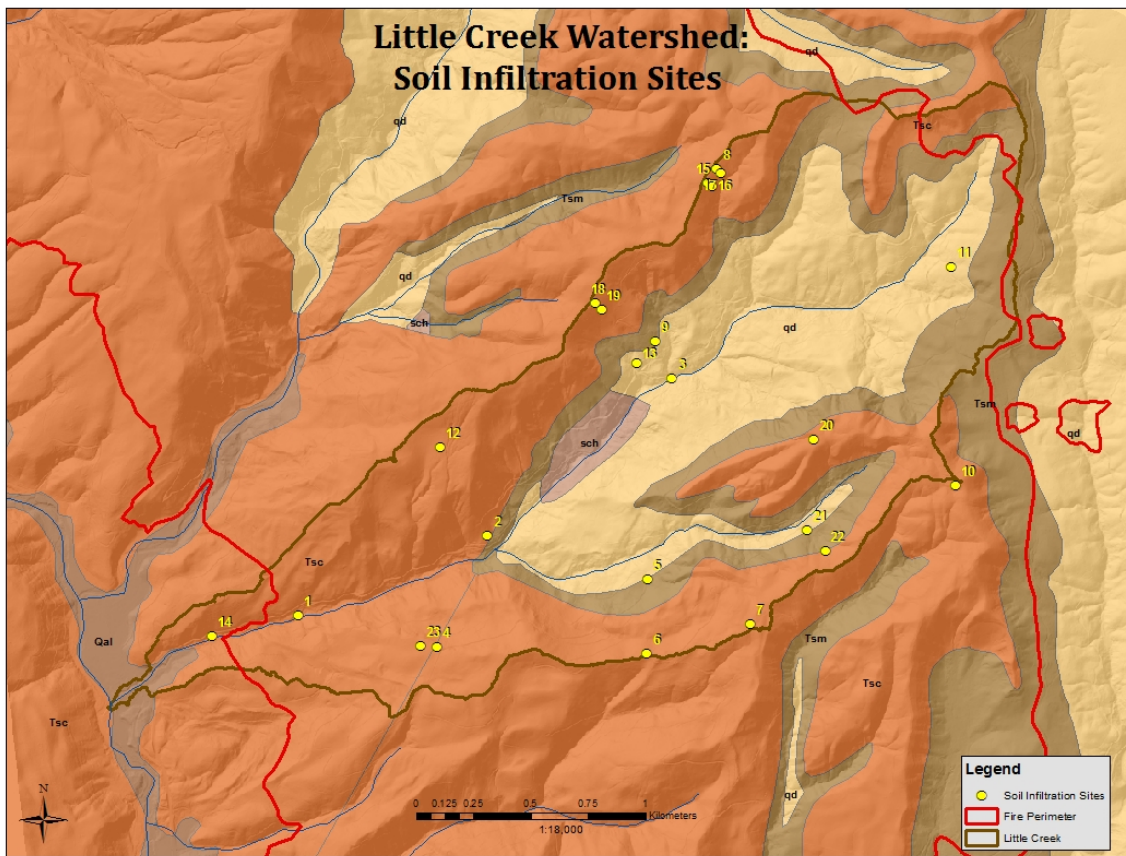 Little Creek Watershed:
Soil Infiltration Sites
qd
qd
Tsc
8
15
16
Tsm
11
qd
18
19
sch
qd
9
13
3
Tsm
qd
sch
20
12
10
2
21
22
5
Tsc
1
7
14
Qal
4
6
Tsm
Tsc
Tsc
qd
N
0 0.125 0.25 0.5 0.75 1
Kilometers
1:18,000
Legend
Soil Infiltration Sites
Fire Perimeter
Little Creek